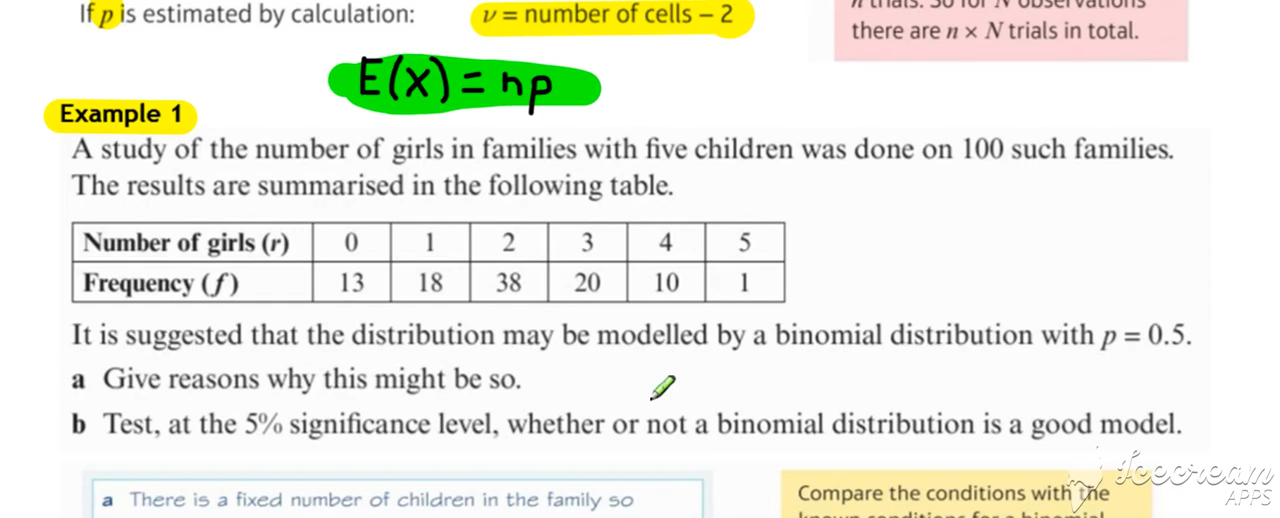 If p is estimated by calculation: ν = number of cells – 2
there are n × N trials in total.
E(X) = np
Example 1
A study of the number of girls in families with five children was done on 100 such families.
The results are summarised in the following table.
Number of girls (r) 0 1 2 3 4 5
Frequency (f) 13 18 38 20 10 1
It is suggested that the distribution may be modelled by a binomial distribution with p = 0.5.
a Give reasons why this might be so.
b Test, at the 5% significance level, whether or not a binomial distribution is a good model.
a There is a fixed number of children in the family so
Compare the conditions with the
Icecream
APPS